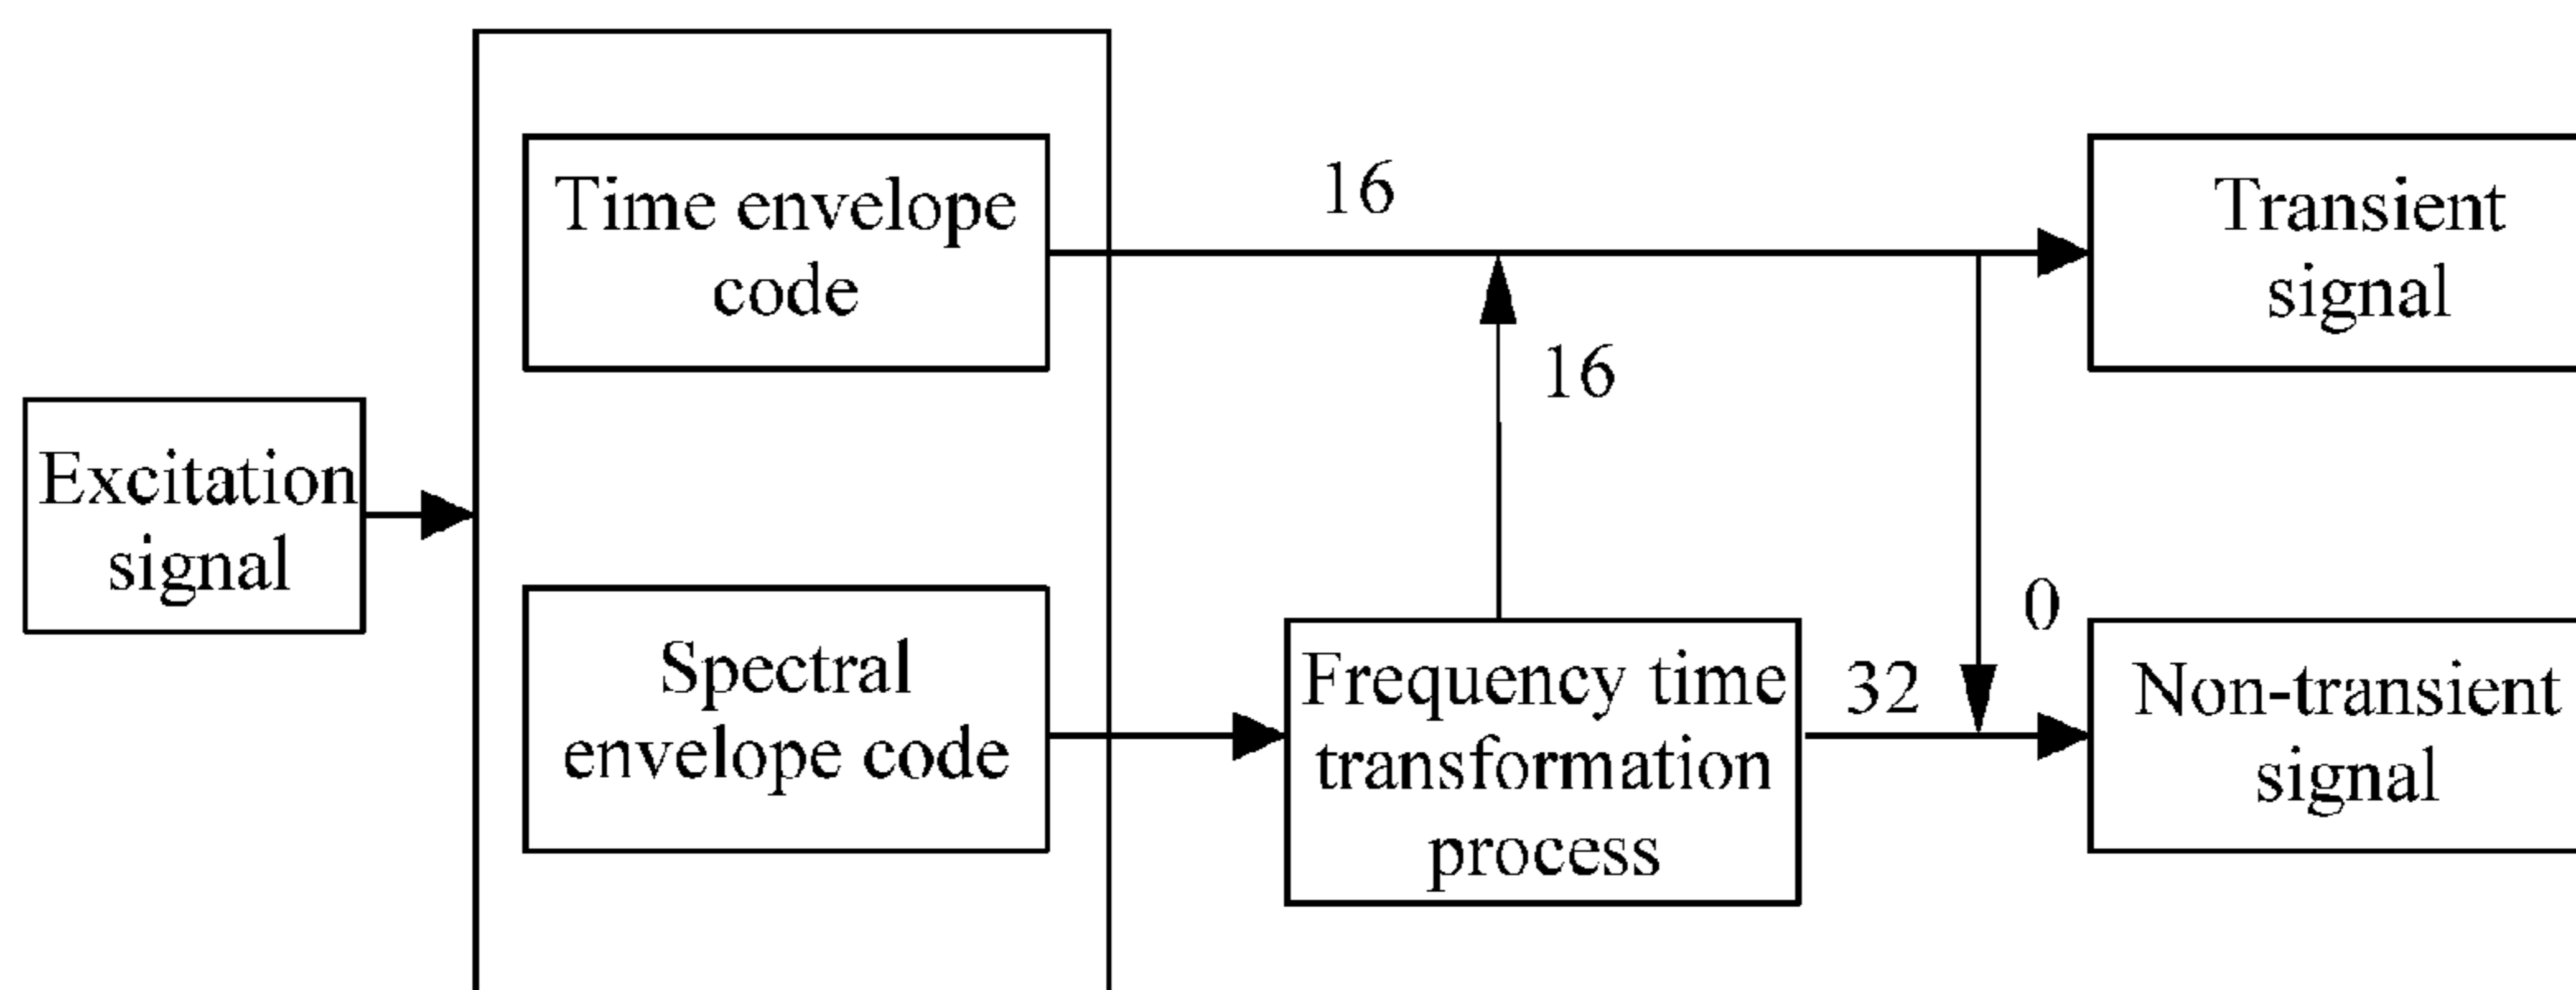 Time envelope
code
16
Transient
signal
16
Excitation
signal
Spectral
envelope code
Frequency time
transformation
process
32
0
Non-transient
signal